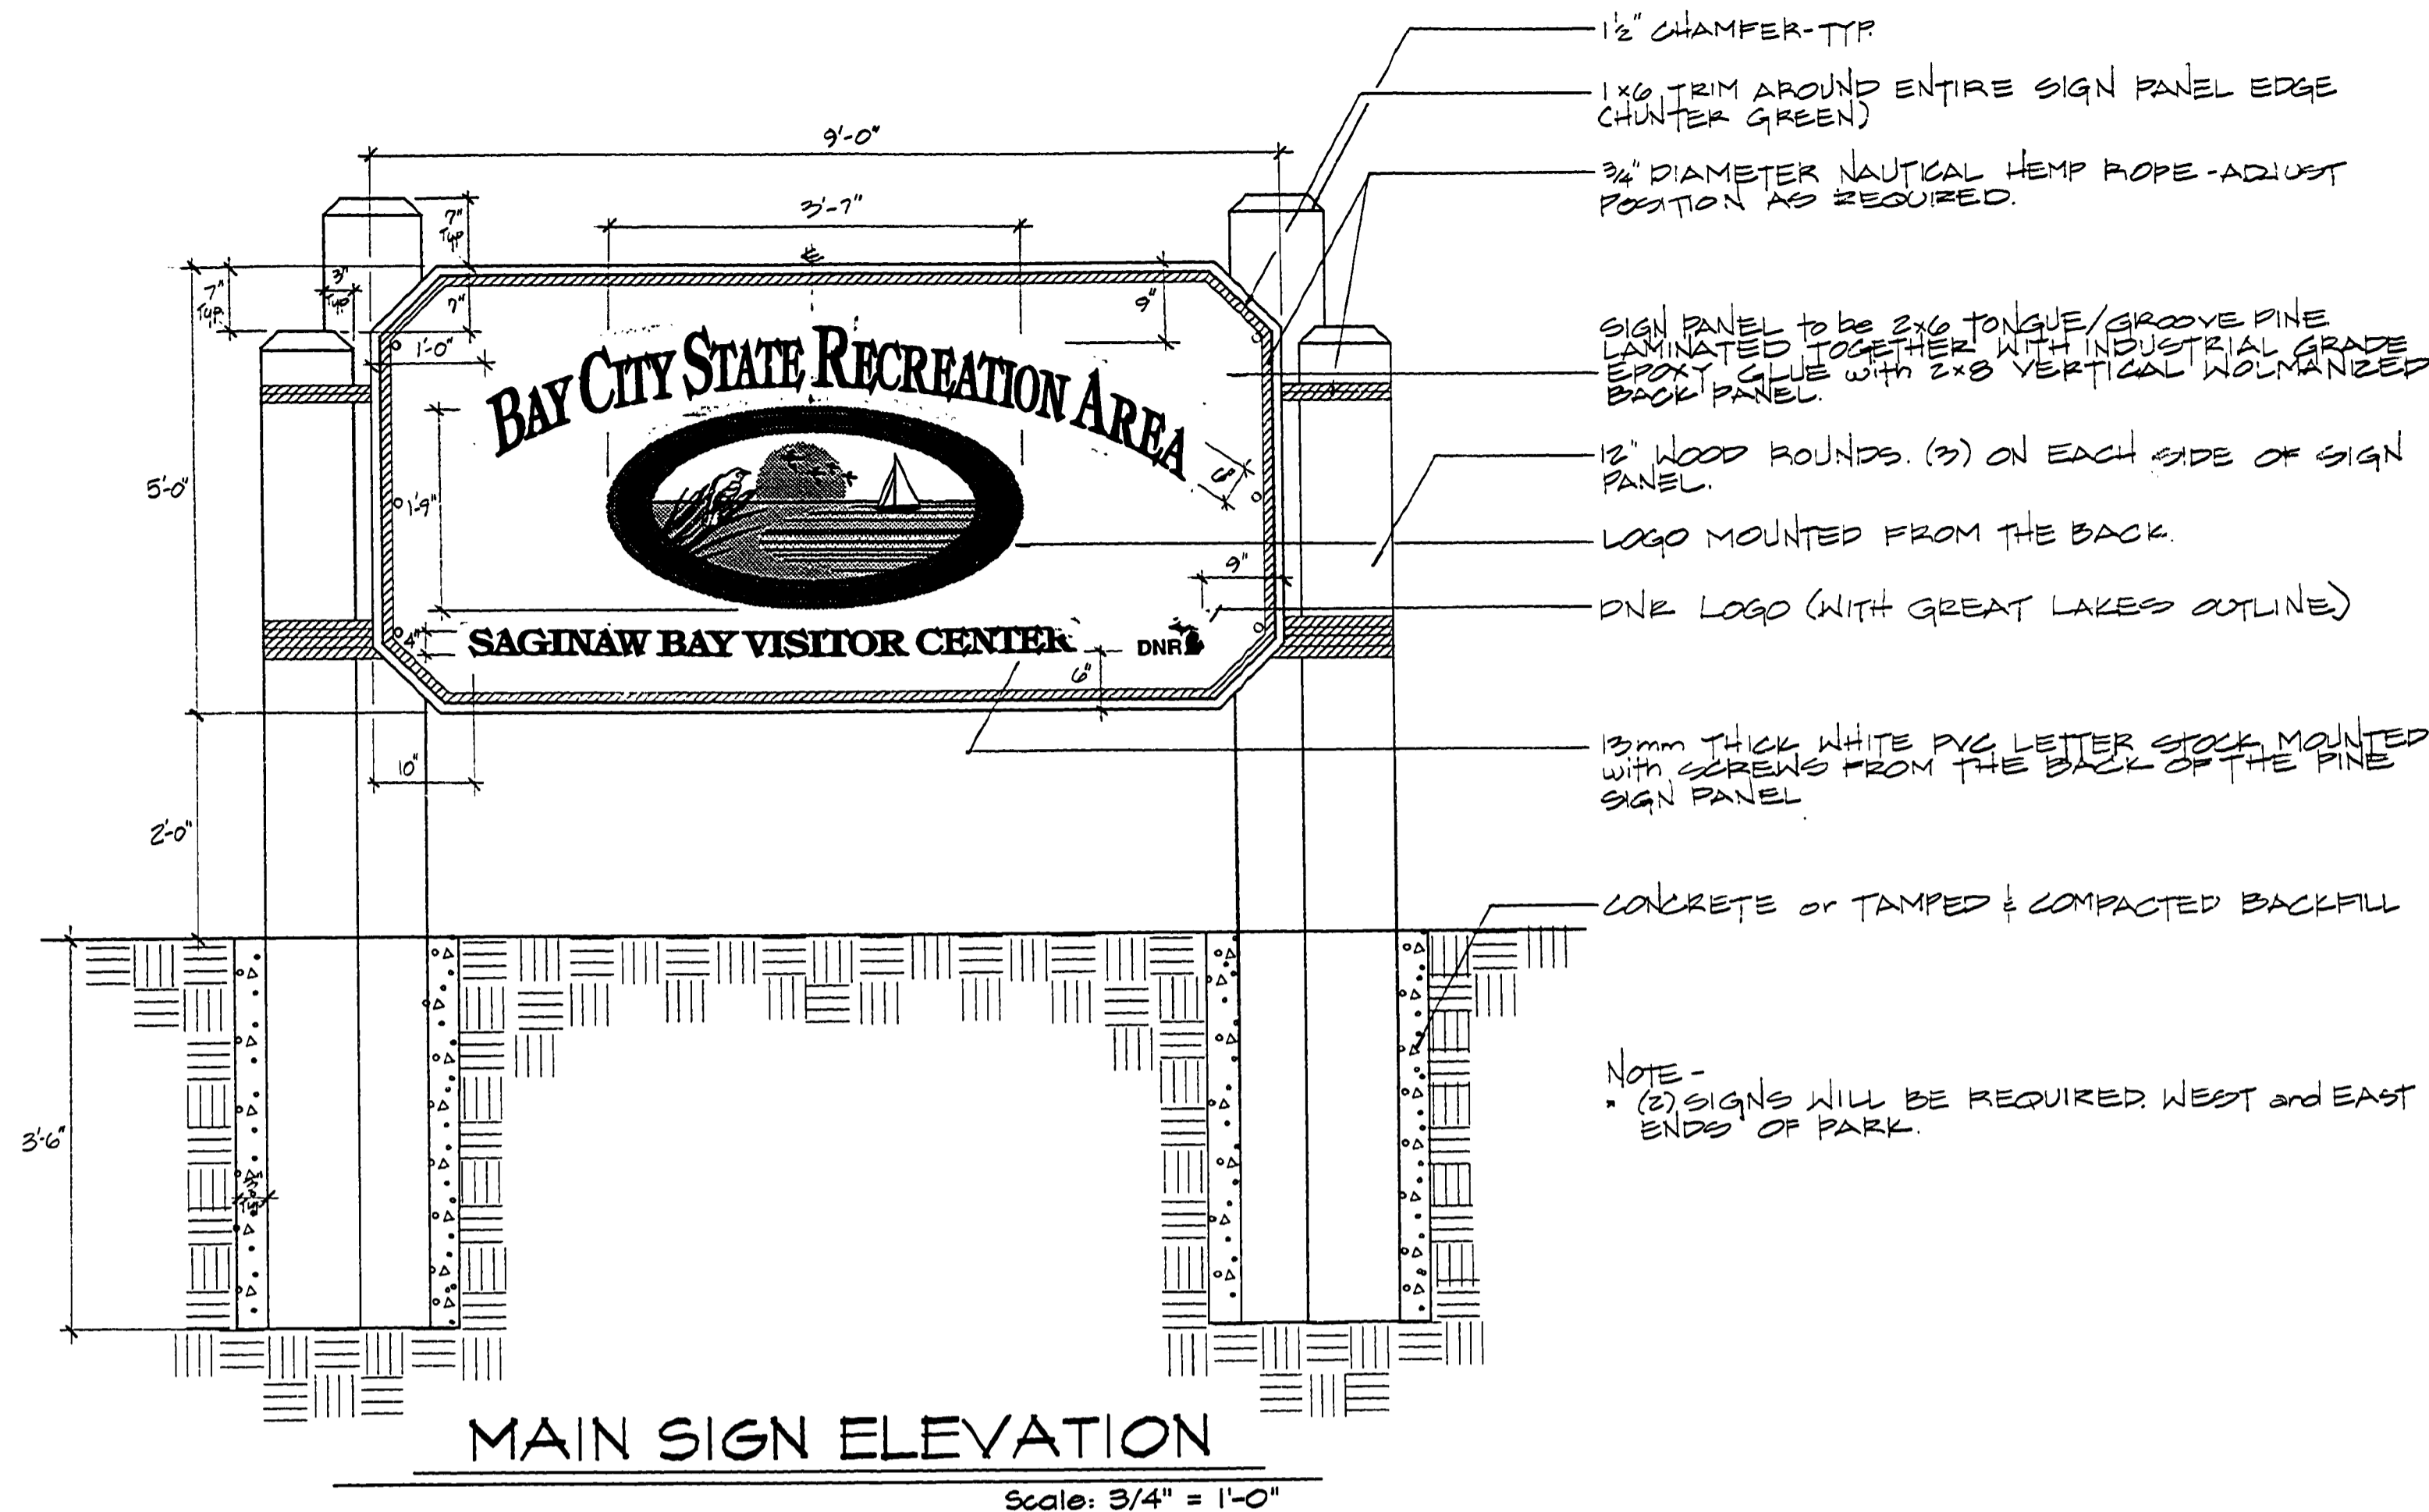 1½" CHAMFER-TYP.
1x6 TRIM AROUND ENTIRE SIGN PANEL EDGE
(HUNTER GREEN)
3/4" DIAMETER NAUTICAL HEMP ROPE-ADJUST
POSITION AS REQUIRED.
SIGN PANEL to be 2x6 TONGUE/GROOVE PINE
LAMINATED TOGETHER WITH INDUSTRIAL GRADE
EPOXY GLUE with 2x8 VERTICAL WOLMANIZED
BACK PANEL.
12" WOOD ROUNDS. (3) ON EACH SIDE OF SIGN
PANEL.
LOGO MOUNTED FROM THE BACK.
DNR LOGO (WITH GREAT LAKES OUTLINE)
13mm THICK WHITE PVC LETTER STOCK MOUNTED
with SCREWS FROM THE BACK OF THE PINE
SIGN PANEL
CONCRETE or TAMPED & COMPACTED BACKFILL
NOTE-
* (2) SIGNS WILL BE REQUIRED. WEST and EAST
ENDS OF PARK.
9'-0"
3'-7"
7"
Typ
3"
Typ
7"
Typ.
7"
9"
1'-0"
BAY CITY STATE RECREATION AREA
5'-0"
1'-9"
6"
9"
4"
SAGINAW BAY VISITOR CENTER
DNR
6"
10"
2'-0"
3'-6"
3"
Typ
MAIN SIGN ELEVATION
Scale: 3/4" = 1'-0"